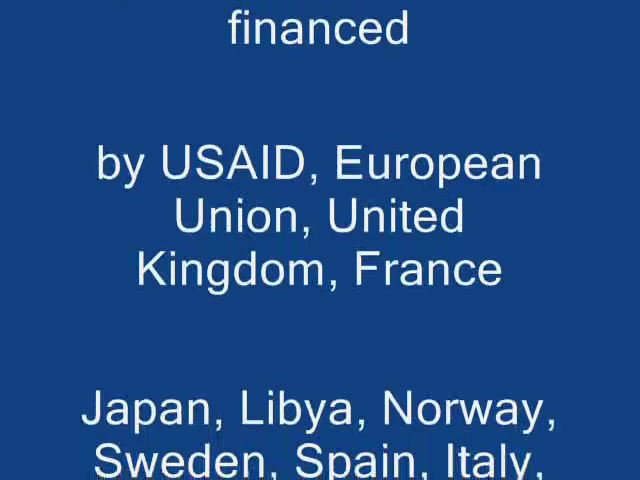 financed
by USAID, European
Union, United
Kingdom, France
Japan, Libya, Norway,
Sweden, Spain, Italy,